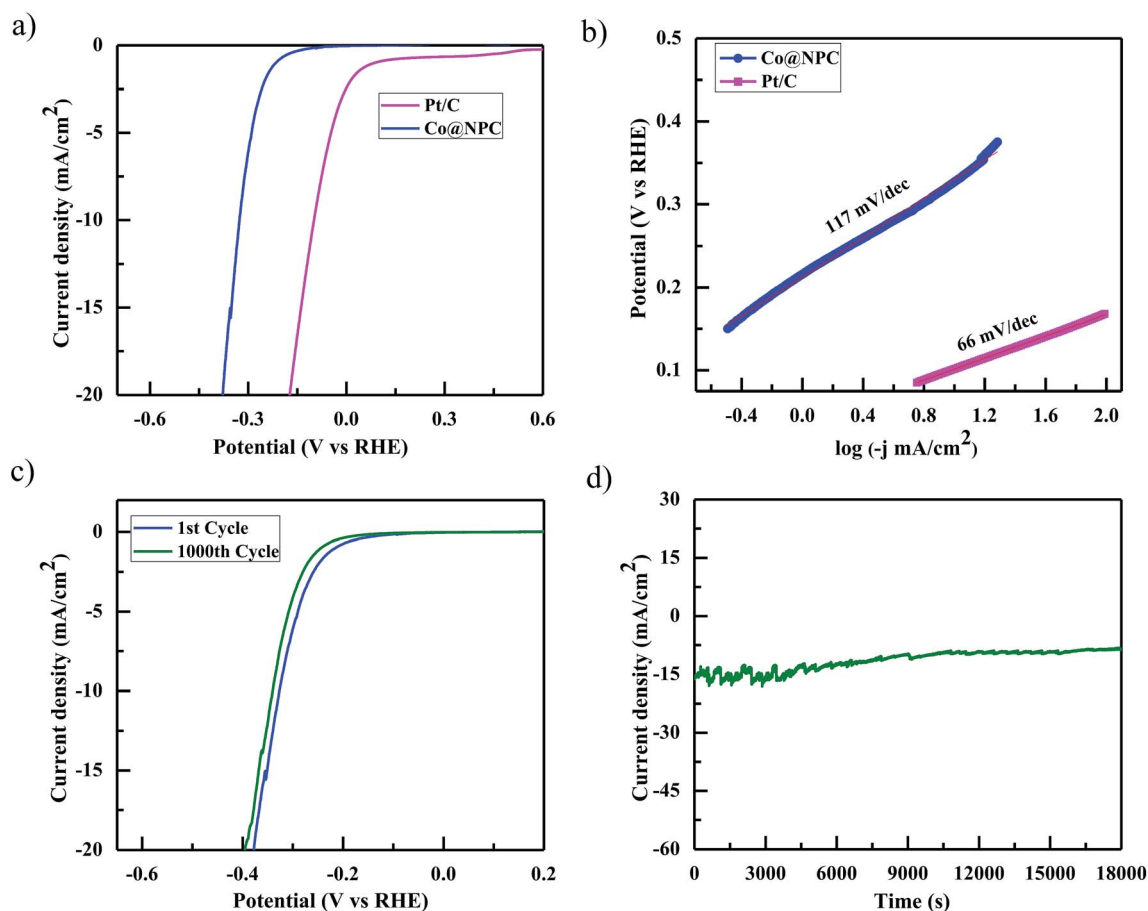 a)
0
-5
-10
-15
-20
Current density (mA/cm²)
-0.6 -0.3 0.0 0.3 0.6
Potential (V vs RHE)
Pt/C
Co@NPC
b)
0.5
0.4
0.3
0.2
0.1
Potential (V vs RHE)
-0.4 0.0 0.4 0.8 1.2 1.6 2.0
log (-j mA/cm²)
Co@NPC
Pt/C
117 mV/dec
66 mV/dec
c)
0
-5
-10
-15
-20
Current density (mA/cm²)
-0.6 -0.4 -0.2 0.0 0.2
Potential (V vs RHE)
1st Cycle
1000th Cycle
d)
30
15
0
-15
-30
-45
-60
Current density (mA/cm²)
0 3000 6000 9000 12000 15000 18000
Time (s)